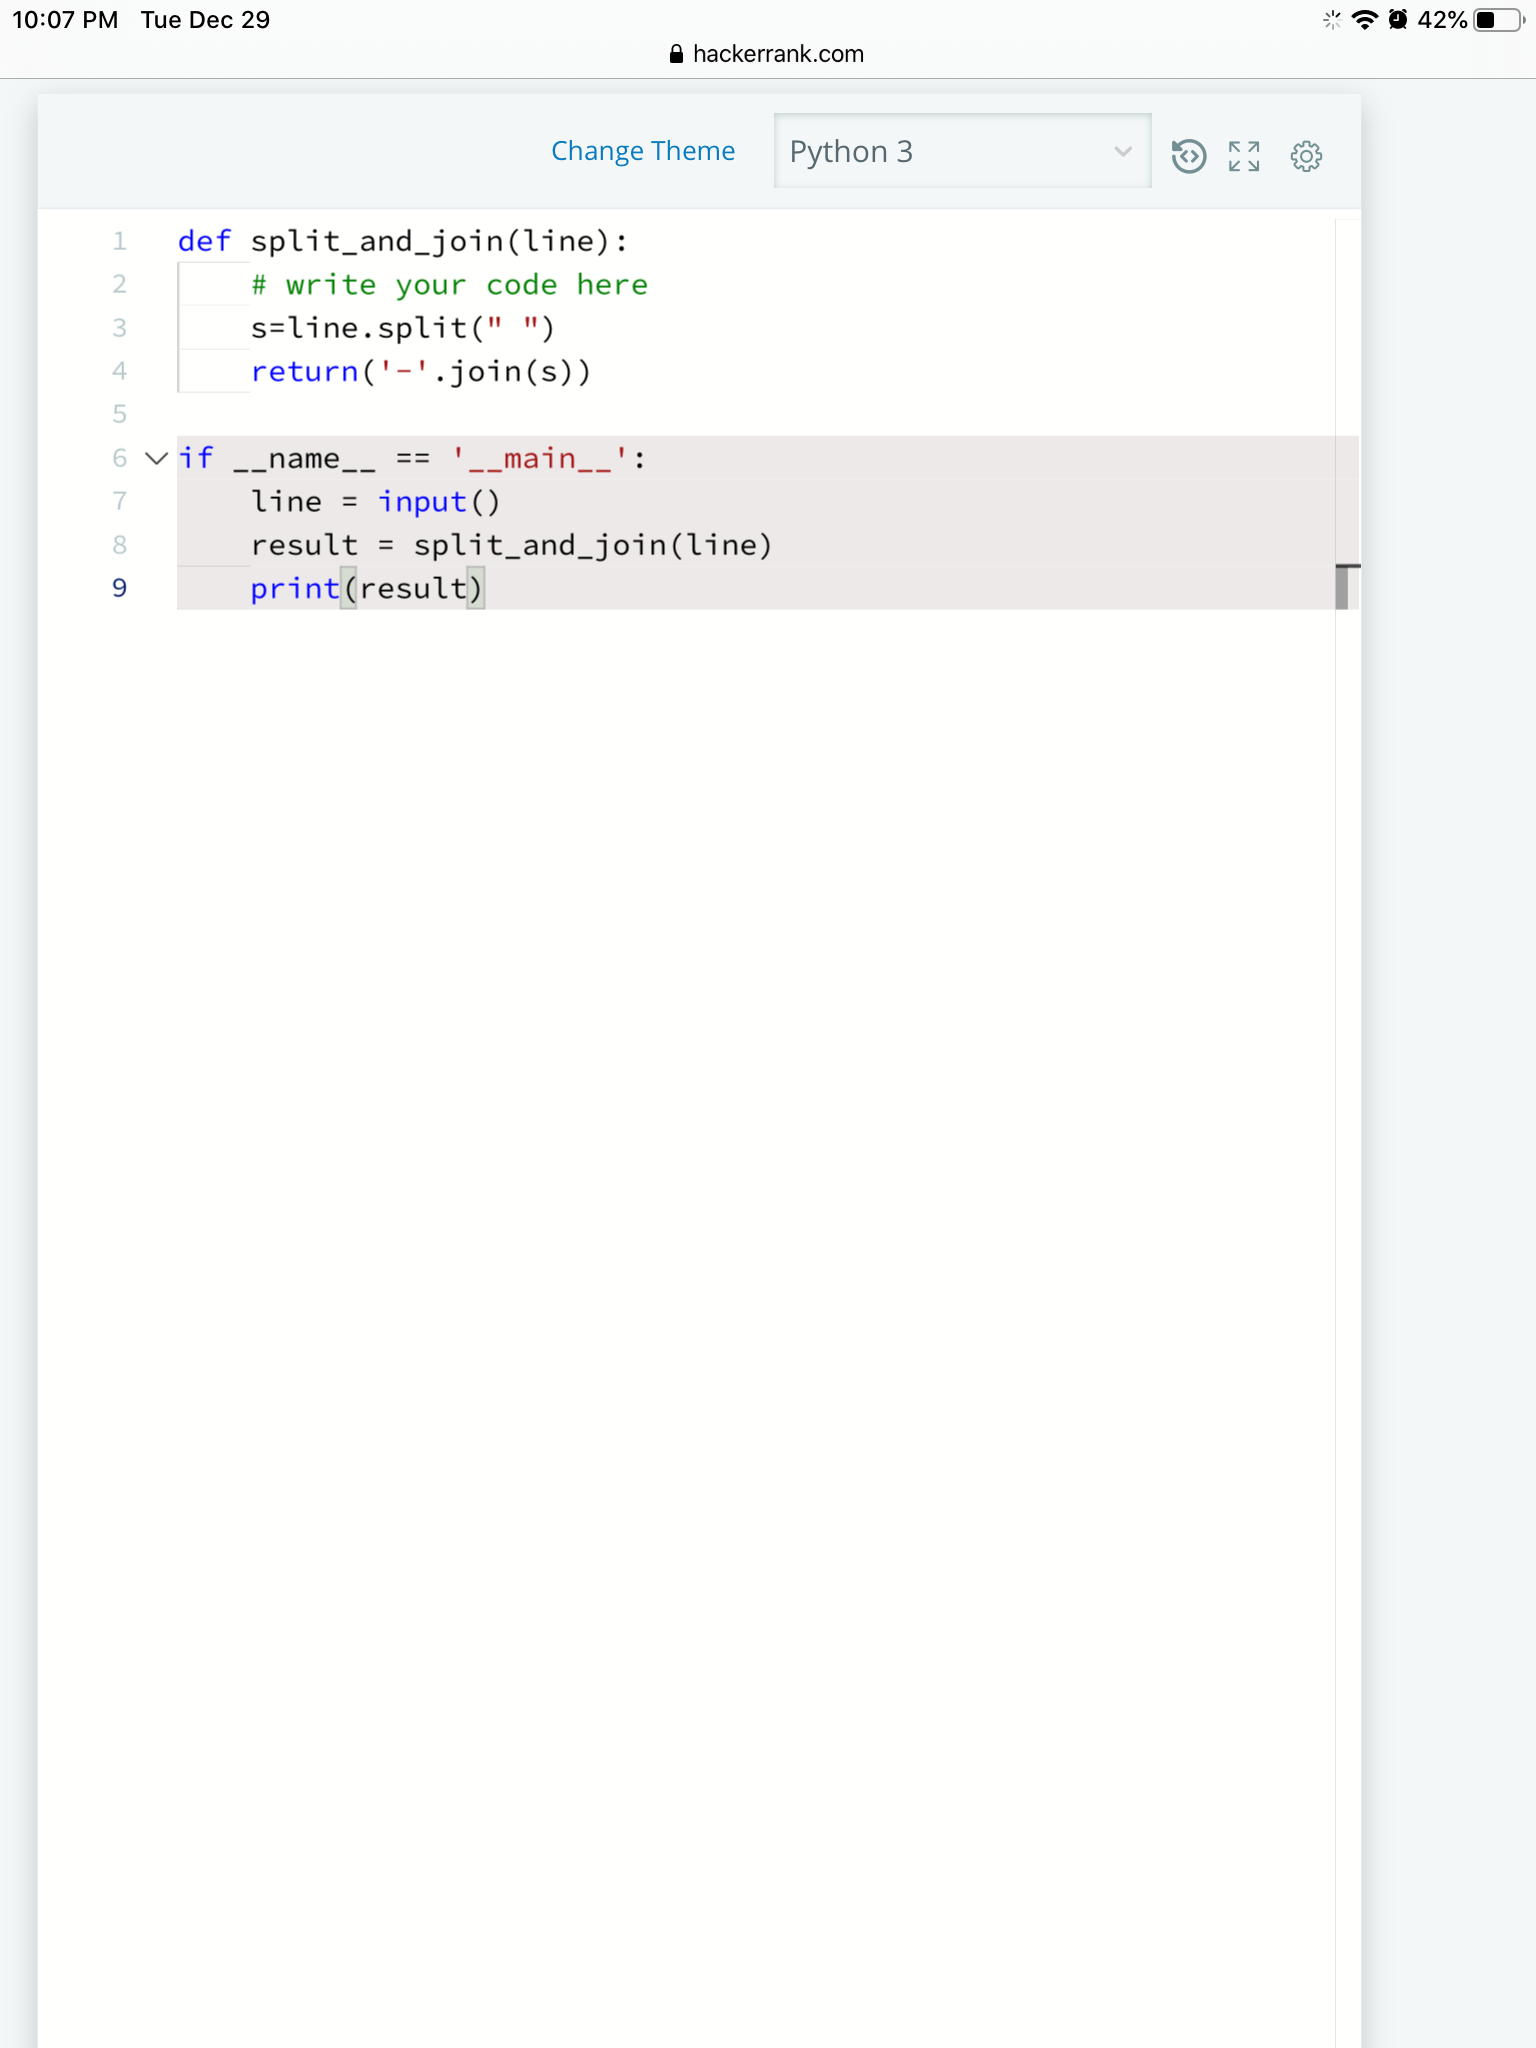 10:07 PM Tue Dec 29 42%
hackerrank.com
Change Theme Python 3
1 def split_and_join(line):
2 # write your code here
3 s=line.split(" ")
4 return('-'.join(s))
5
6 if __name__ == '__main__':
7 line = input()
8 result = split_and_join(line)
9 print(result)